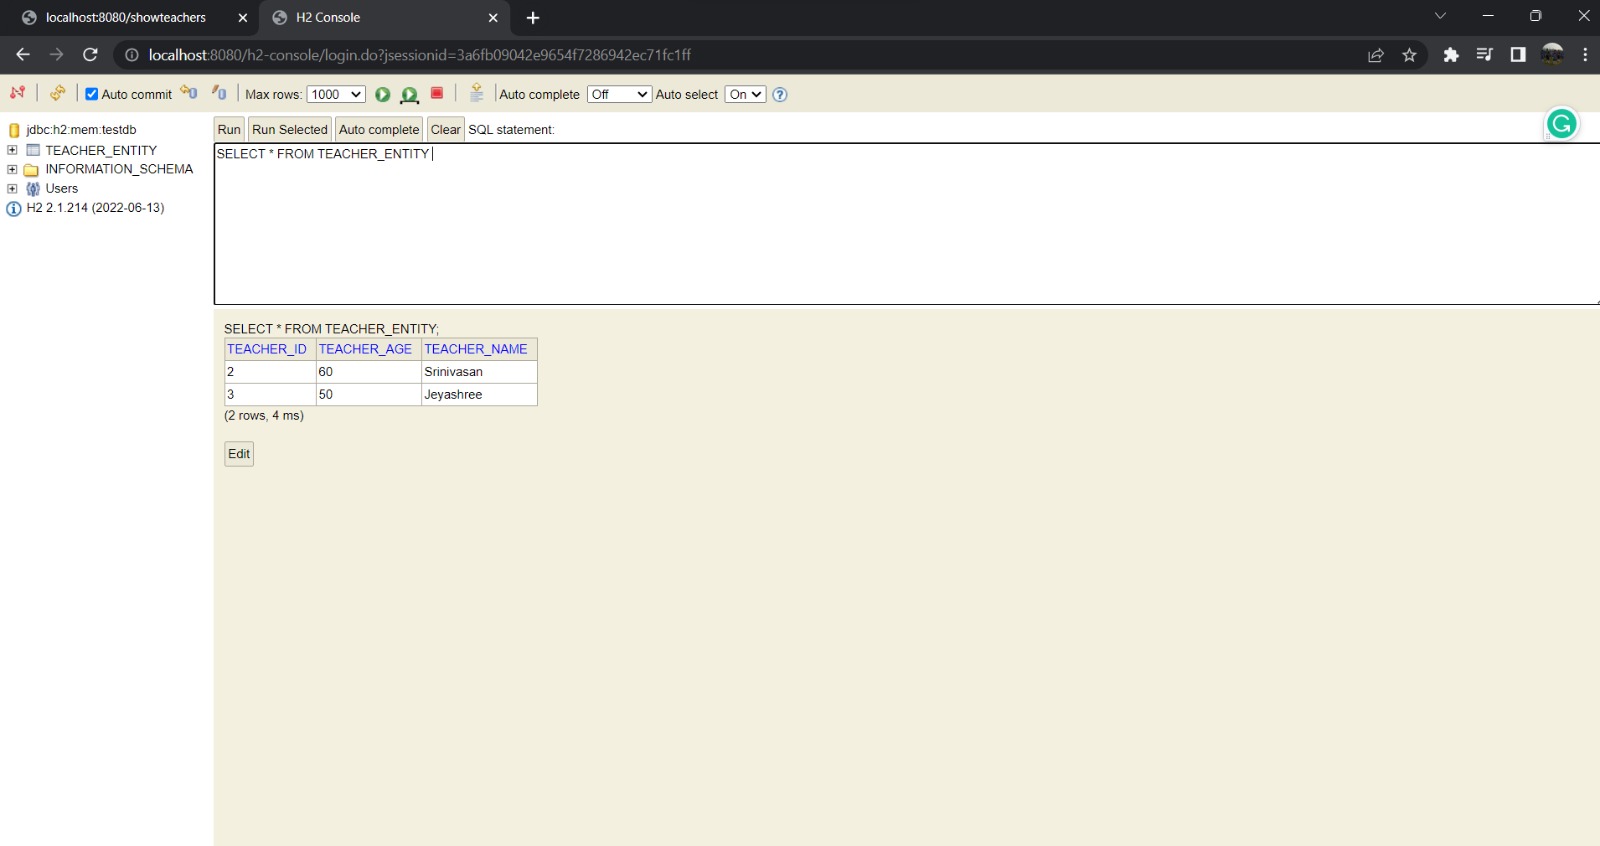 localhost:8080/showteachers
H2 Console
localhost:8080/h2-console/login.do?jsessionid=3a6fb09042e9654f7286942ec71fc1ff
Auto commit
Max rows: 1000
Auto complete Off
Auto select On
jdbc:h2:mem:testdb
TEACHER_ENTITY
INFORMATION_SCHEMA
Users
H2 2.1.214 (2022-06-13)
Run Run Selected Auto complete Clear SQL statement:
SELECT * FROM TEACHER_ENTITY
SELECT * FROM TEACHER_ENTITY;
TEACHER_ID TEACHER_AGE TEACHER_NAME
2 60 Srinivasan
3 50 Jeyashree
(2 rows, 4 ms)
Edit